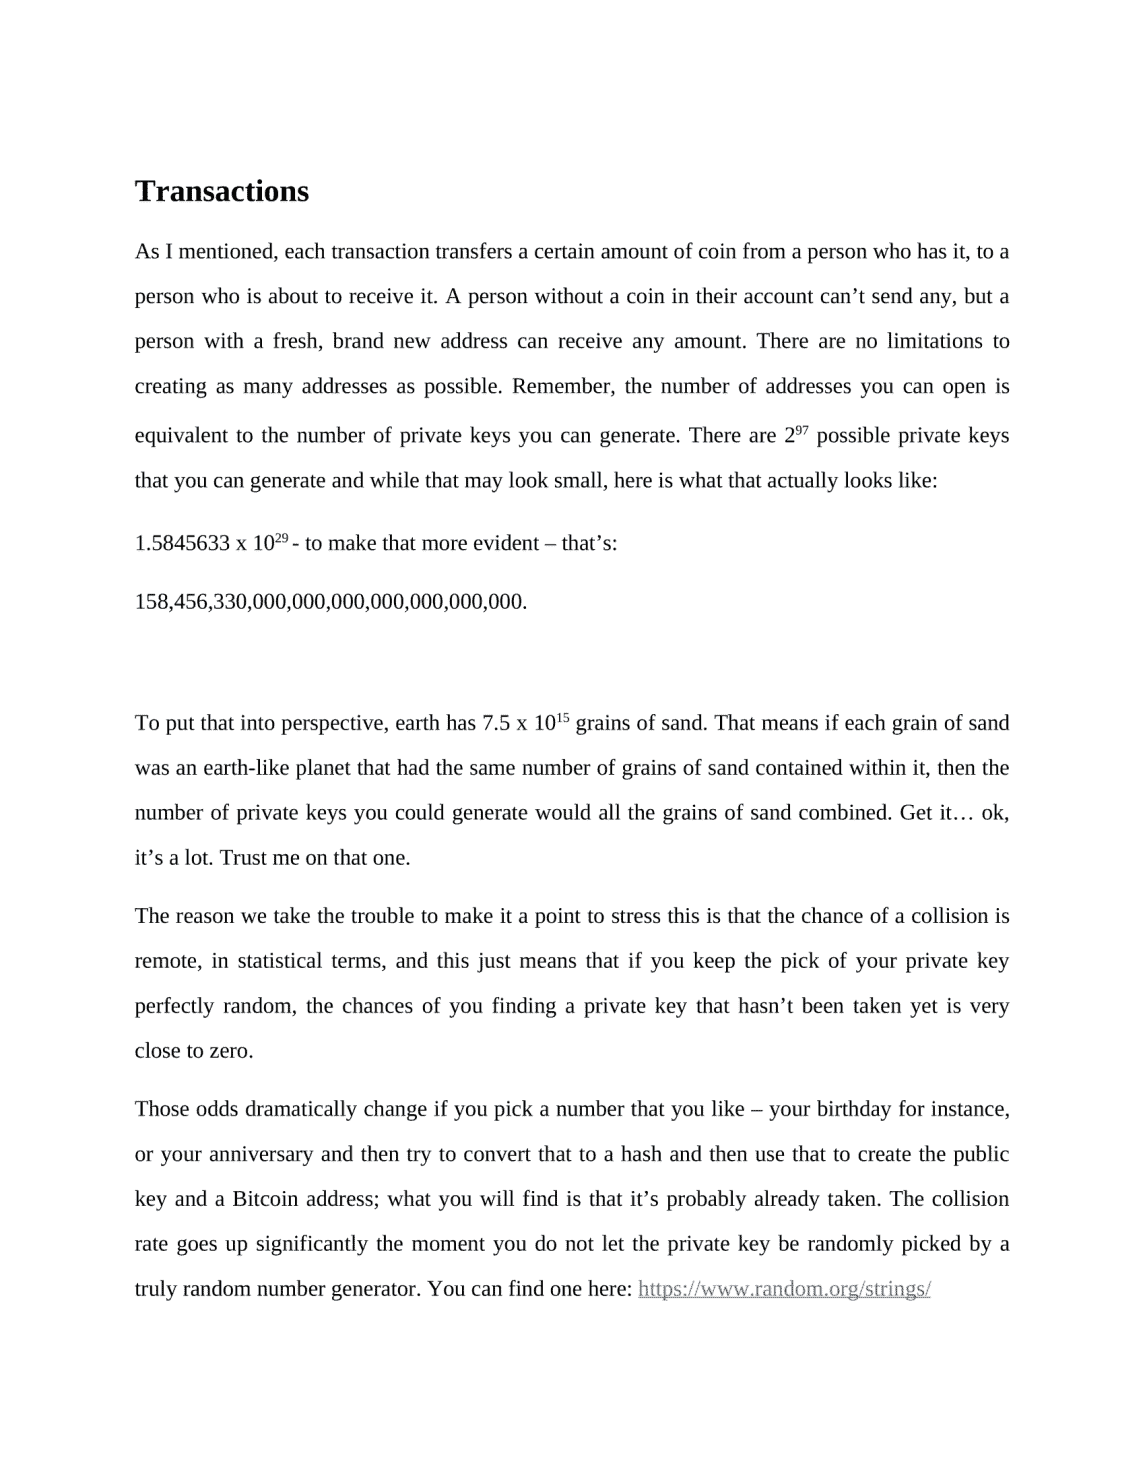 Transactions
As I mentioned, each transaction transfers a certain amount of coin from a person who has it, to a
person who is about to receive it. A person without a coin in their account can’t send any, but a
person with a fresh, brand new address can receive any amount. There are no limitations to
creating as many addresses as possible. Remember, the number of addresses you can open is
equivalent to the number of private keys you can generate. There are 2⁹⁷ possible private keys
that you can generate and while that may look small, here is what that actually looks like:
1.5845633 x 10²⁹ - to make that more evident – that’s:
158,456,330,000,000,000,000,000,000,000.
To put that into perspective, earth has 7.5 x 10¹⁵ grains of sand. That means if each grain of sand
was an earth-like planet that had the same number of grains of sand contained within it, then the
number of private keys you could generate would all the grains of sand combined. Get it… ok,
it’s a lot. Trust me on that one.
The reason we take the trouble to make it a point to stress this is that the chance of a collision is
remote, in statistical terms, and this just means that if you keep the pick of your private key
perfectly random, the chances of you finding a private key that hasn’t been taken yet is very
close to zero.
Those odds dramatically change if you pick a number that you like – your birthday for instance,
or your anniversary and then try to convert that to a hash and then use that to create the public
key and a Bitcoin address; what you will find is that it’s probably already taken. The collision
rate goes up significantly the moment you do not let the private key be randomly picked by a
truly random number generator. You can find one here: https://www.random.org/strings/